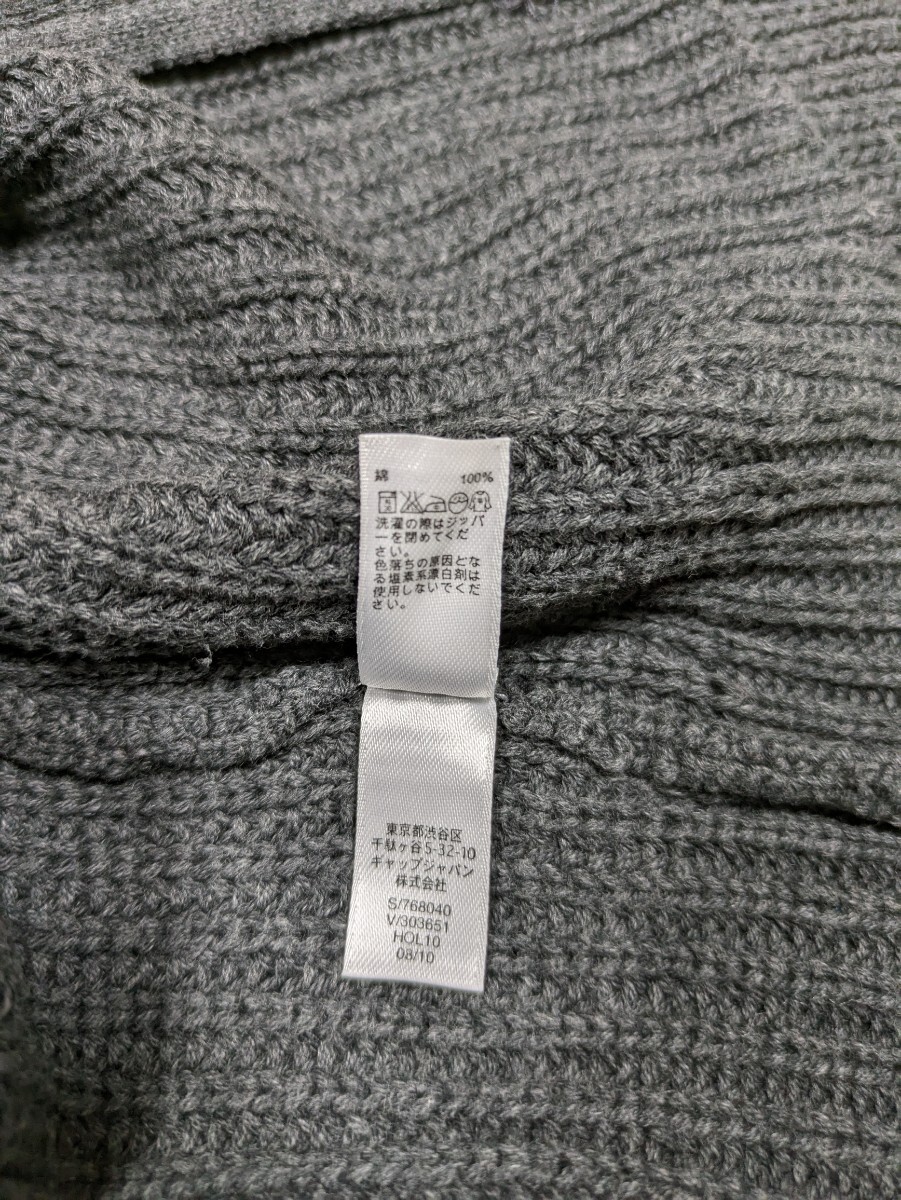 綿 100%
洗濯の際はジッパ
ーを閉めてくだ
さい。
色落ちの原因とな
る塩素系漂白剤は
使用しないでくだ
さい。
東京都渋谷区
千駄ヶ谷5-32-10
ギャップジャパン
株式会社
S/768040
V/303651
HOL10
08/10